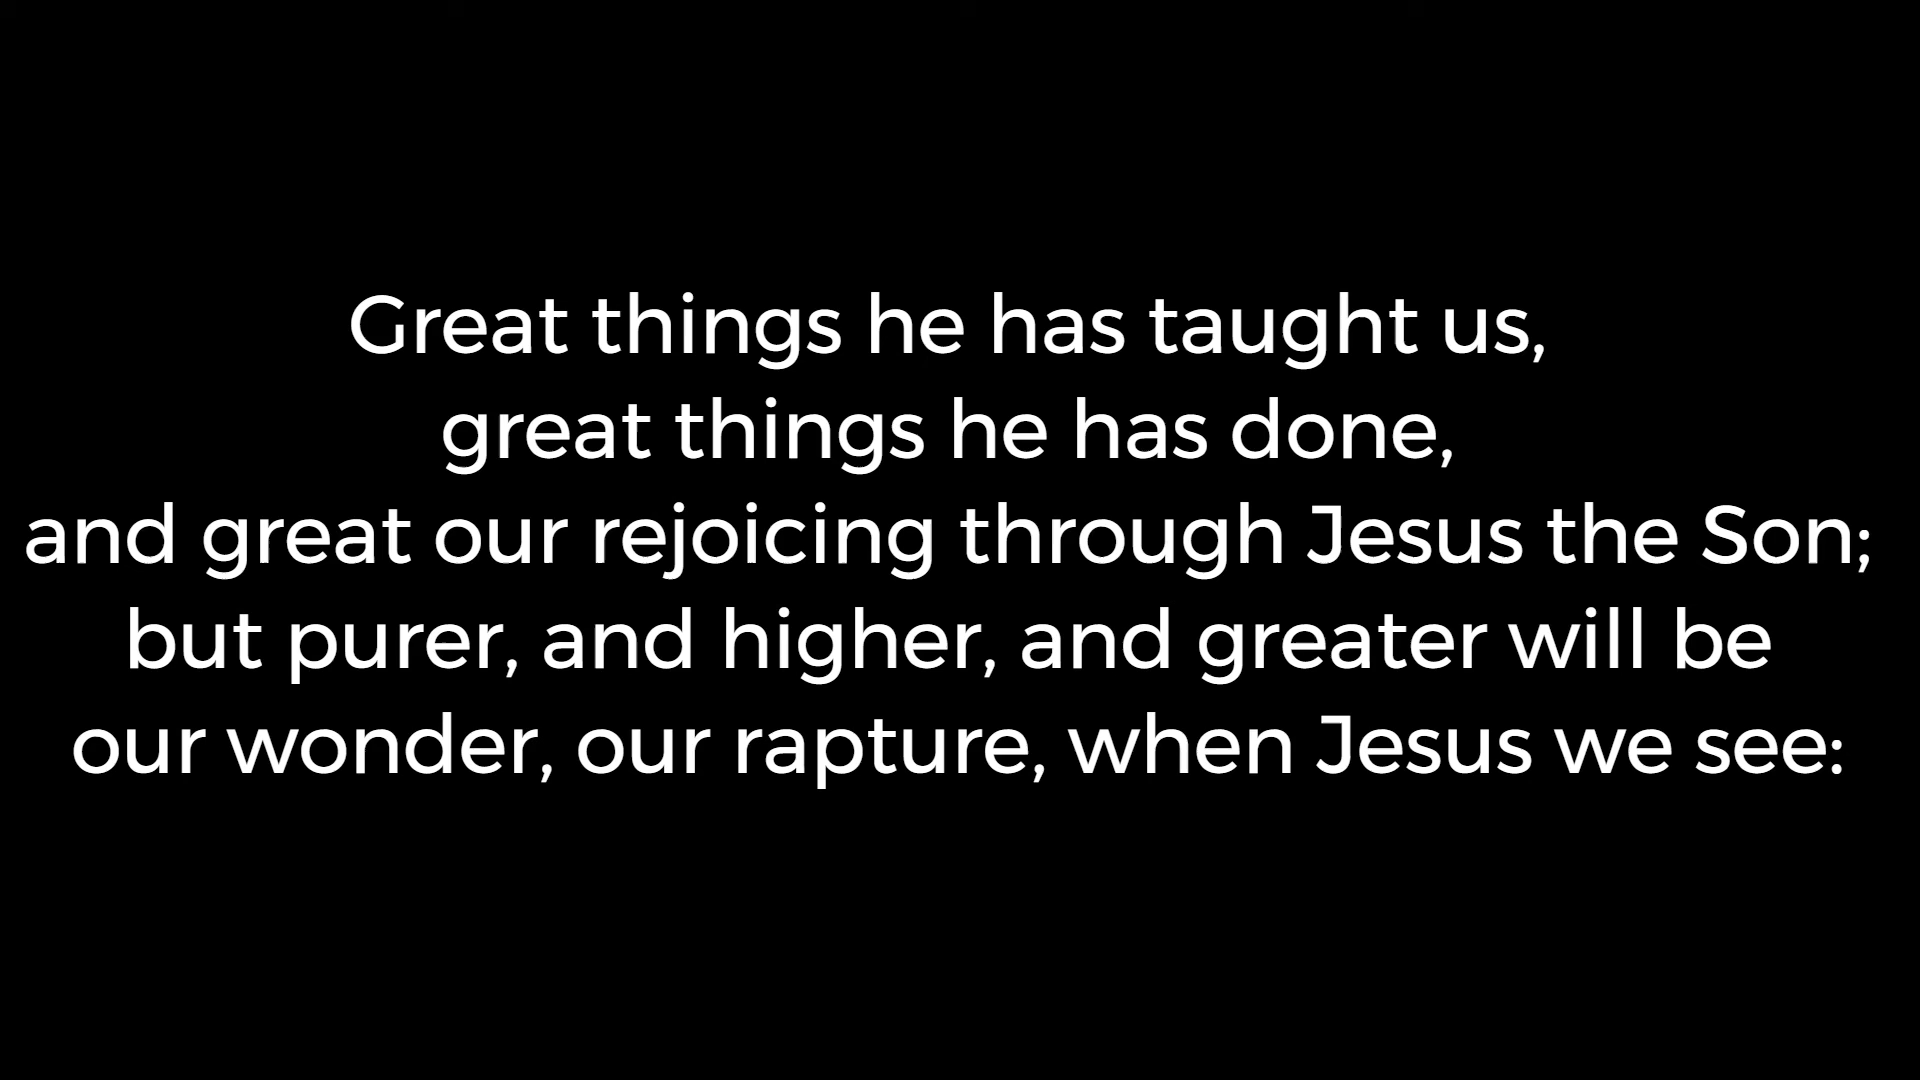 Great things he has taught us,
great things he has done,
and great our rejoicing through Jesus the Son;
but purer, and higher, and greater will be
our wonder, our rapture, when Jesus we see: